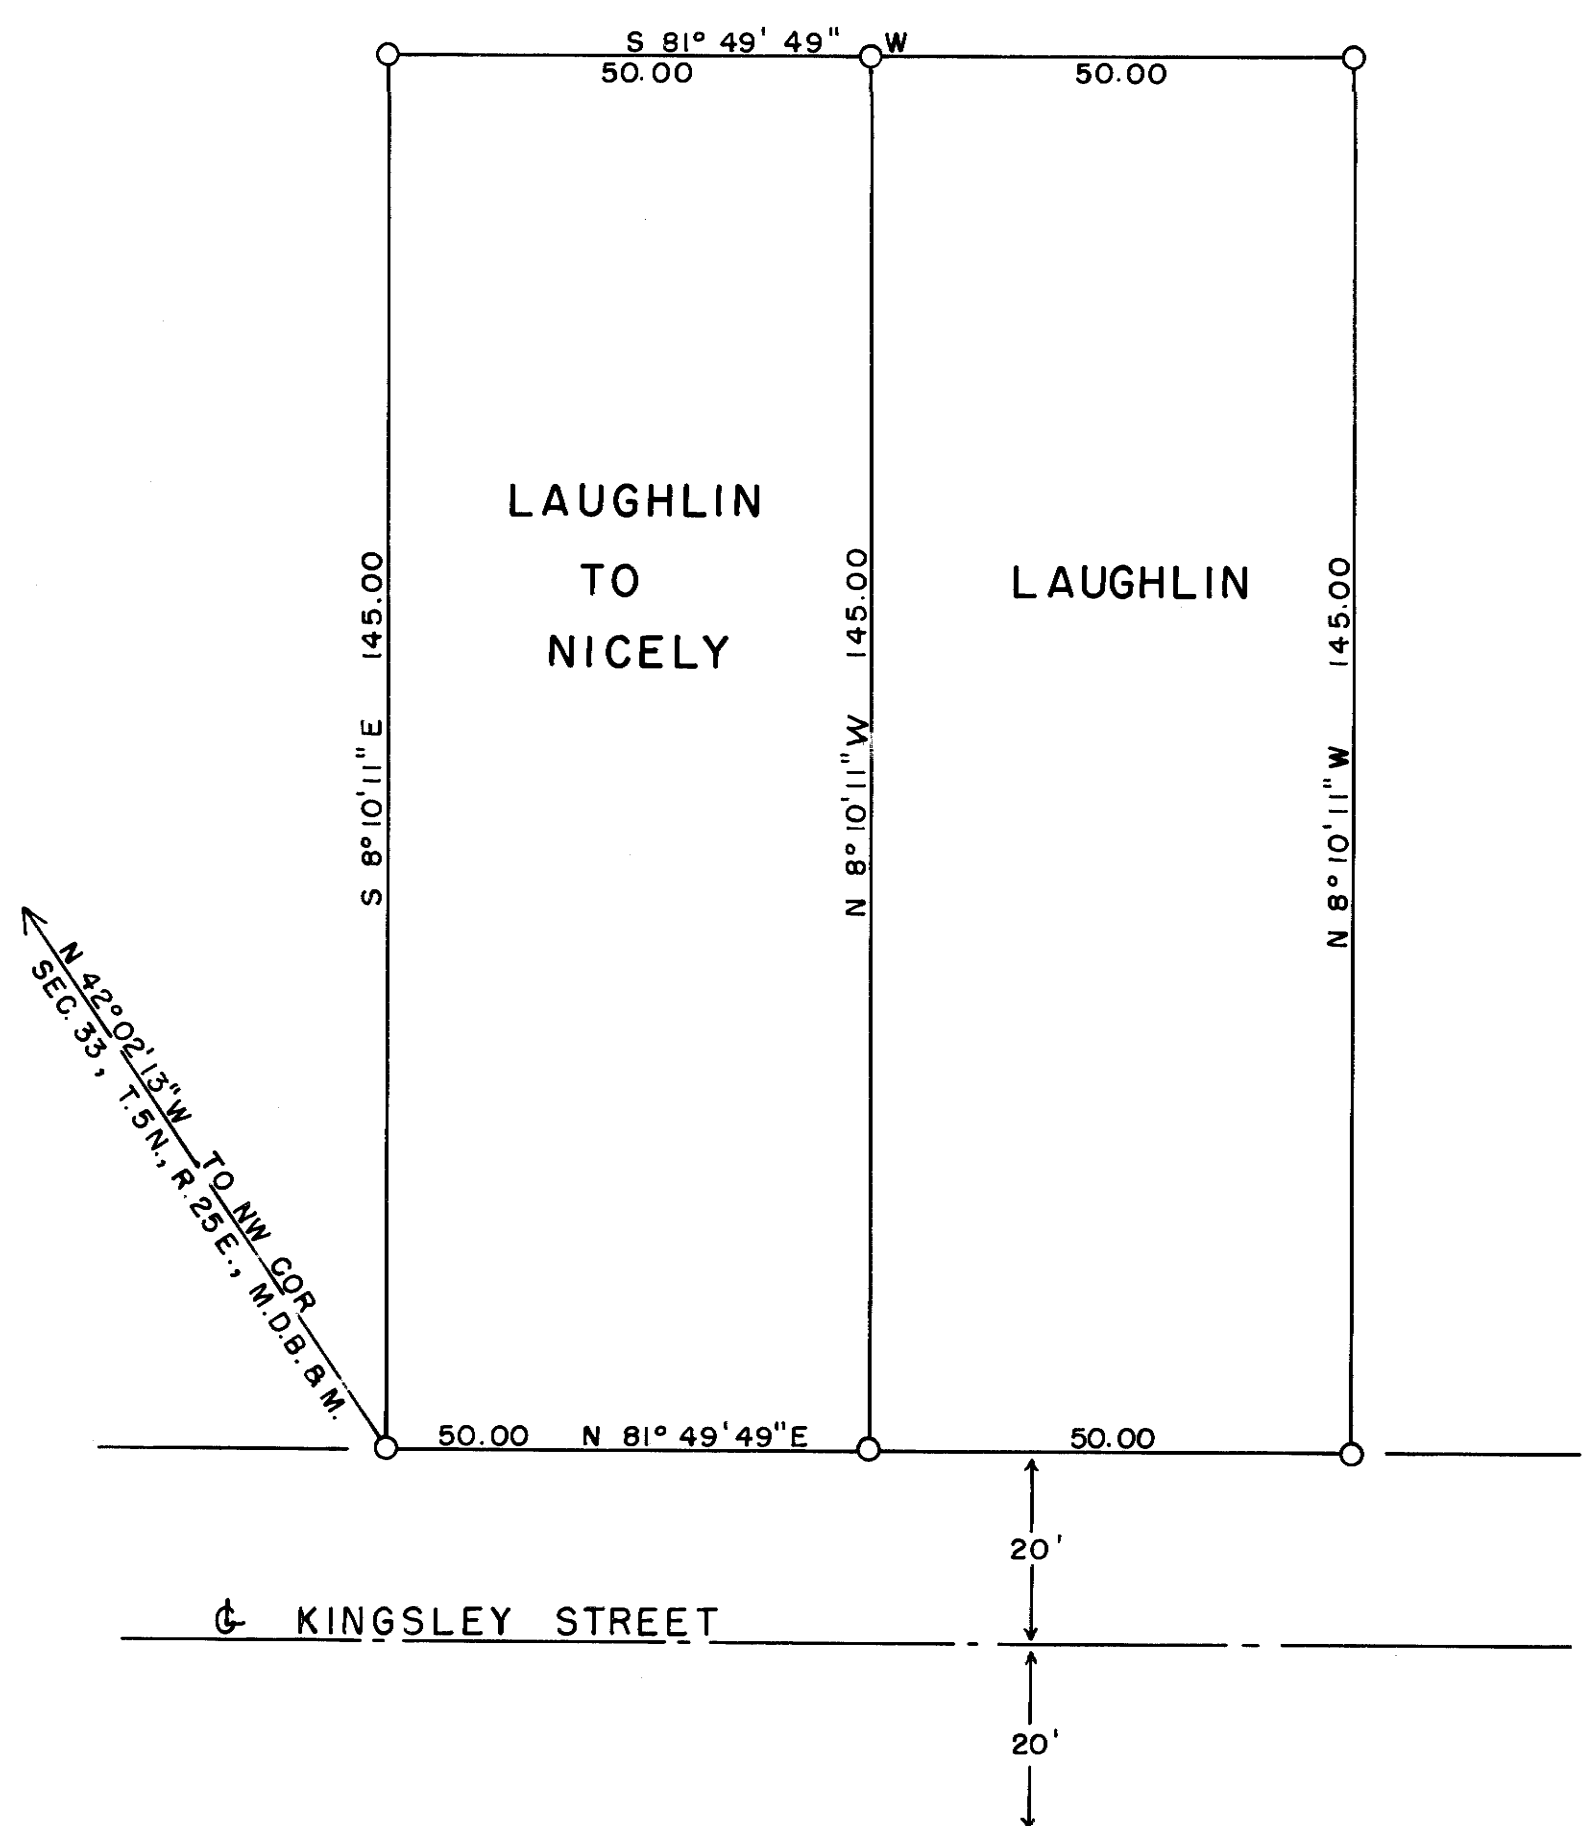 S 81° 49' 49" W
50.00
50.00
LAUGHLIN
TO
NICELY
LAUGHLIN
S 8° 10' 11" E 145.00
N 8° 10' 11" W 145.00
N 8° 10' 11" W 145.00
N 42° 02' 13" W TO NW COR
SEC. 33, T. 5 N., R. 25 E., M.D.B. & M.
50.00 N 81° 49' 49" E
50.00
20'
℄ KINGSLEY STREET
20'